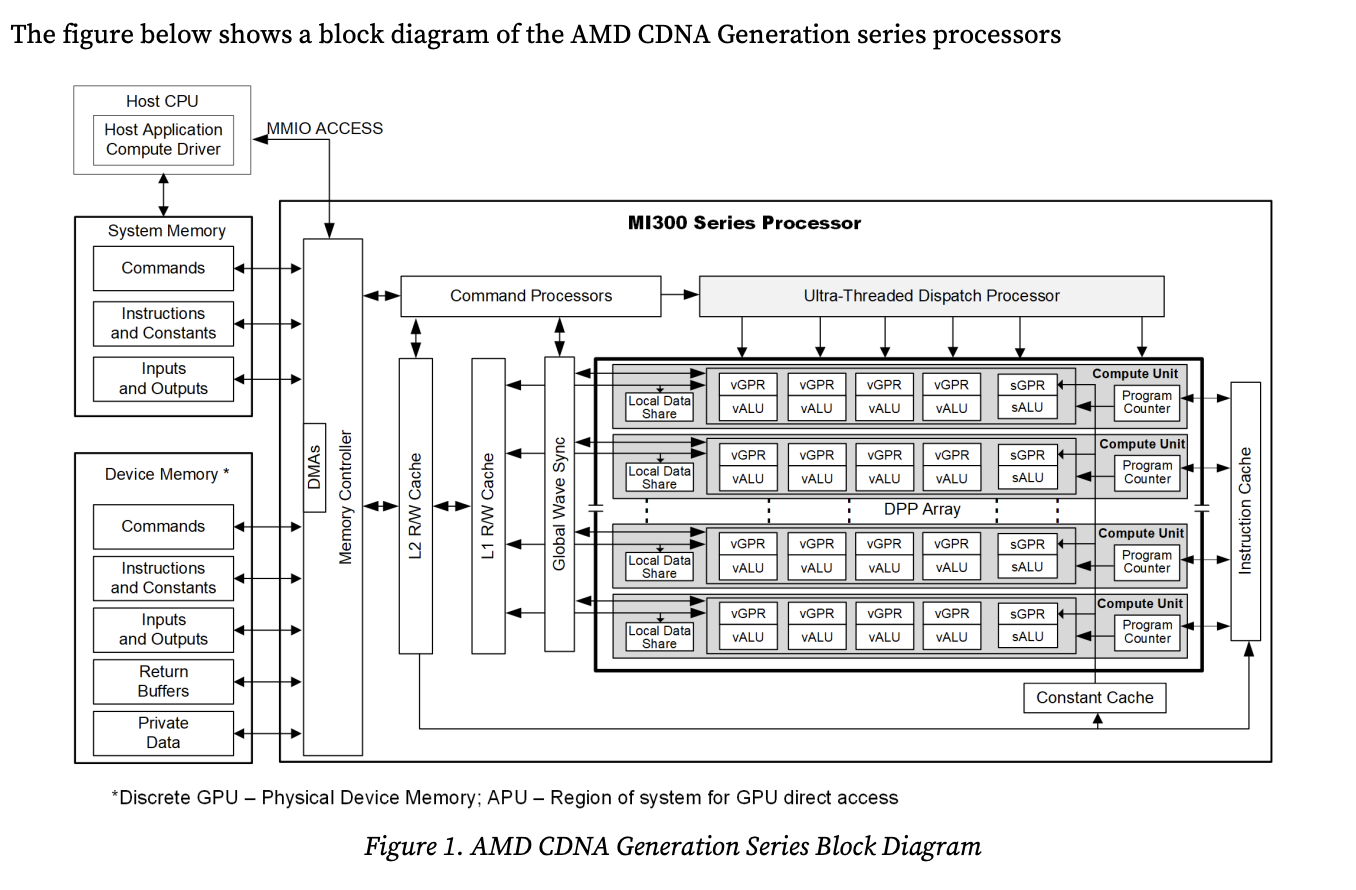 The figure below shows a block diagram of the AMD CDNA Generation series processors
Host CPU
Host Application
Compute Driver
MMIO ACCESS
System Memory
Commands
Instructions
and Constants
Inputs
and Outputs
Device Memory *
Commands
Instructions
and Constants
Inputs
and Outputs
Return
Buffers
Private
Data
MI300 Series Processor
DMAs
Memory Controller
Command Processors
Ultra-Threaded Dispatch Processor
L2 R/W Cache
L1 R/W Cache
Global Wave Sync
Compute Unit
Local Data
Share
vGPR vGPR vGPR vGPR sGPR
vALU vALU vALU vALU sALU
Program
Counter
Compute Unit
Local Data
Share
vGPR vGPR vGPR vGPR sGPR
vALU vALU vALU vALU sALU
Program
Counter
DPP Array
Compute Unit
Local Data
Share
vGPR vGPR vGPR vGPR sGPR
vALU vALU vALU vALU sALU
Program
Counter
Compute Unit
Local Data
Share
vGPR vGPR vGPR vGPR sGPR
vALU vALU vALU vALU sALU
Program
Counter
Instruction Cache
Constant Cache
*Discrete GPU – Physical Device Memory; APU – Region of system for GPU direct access
Figure 1. AMD CDNA Generation Series Block Diagram